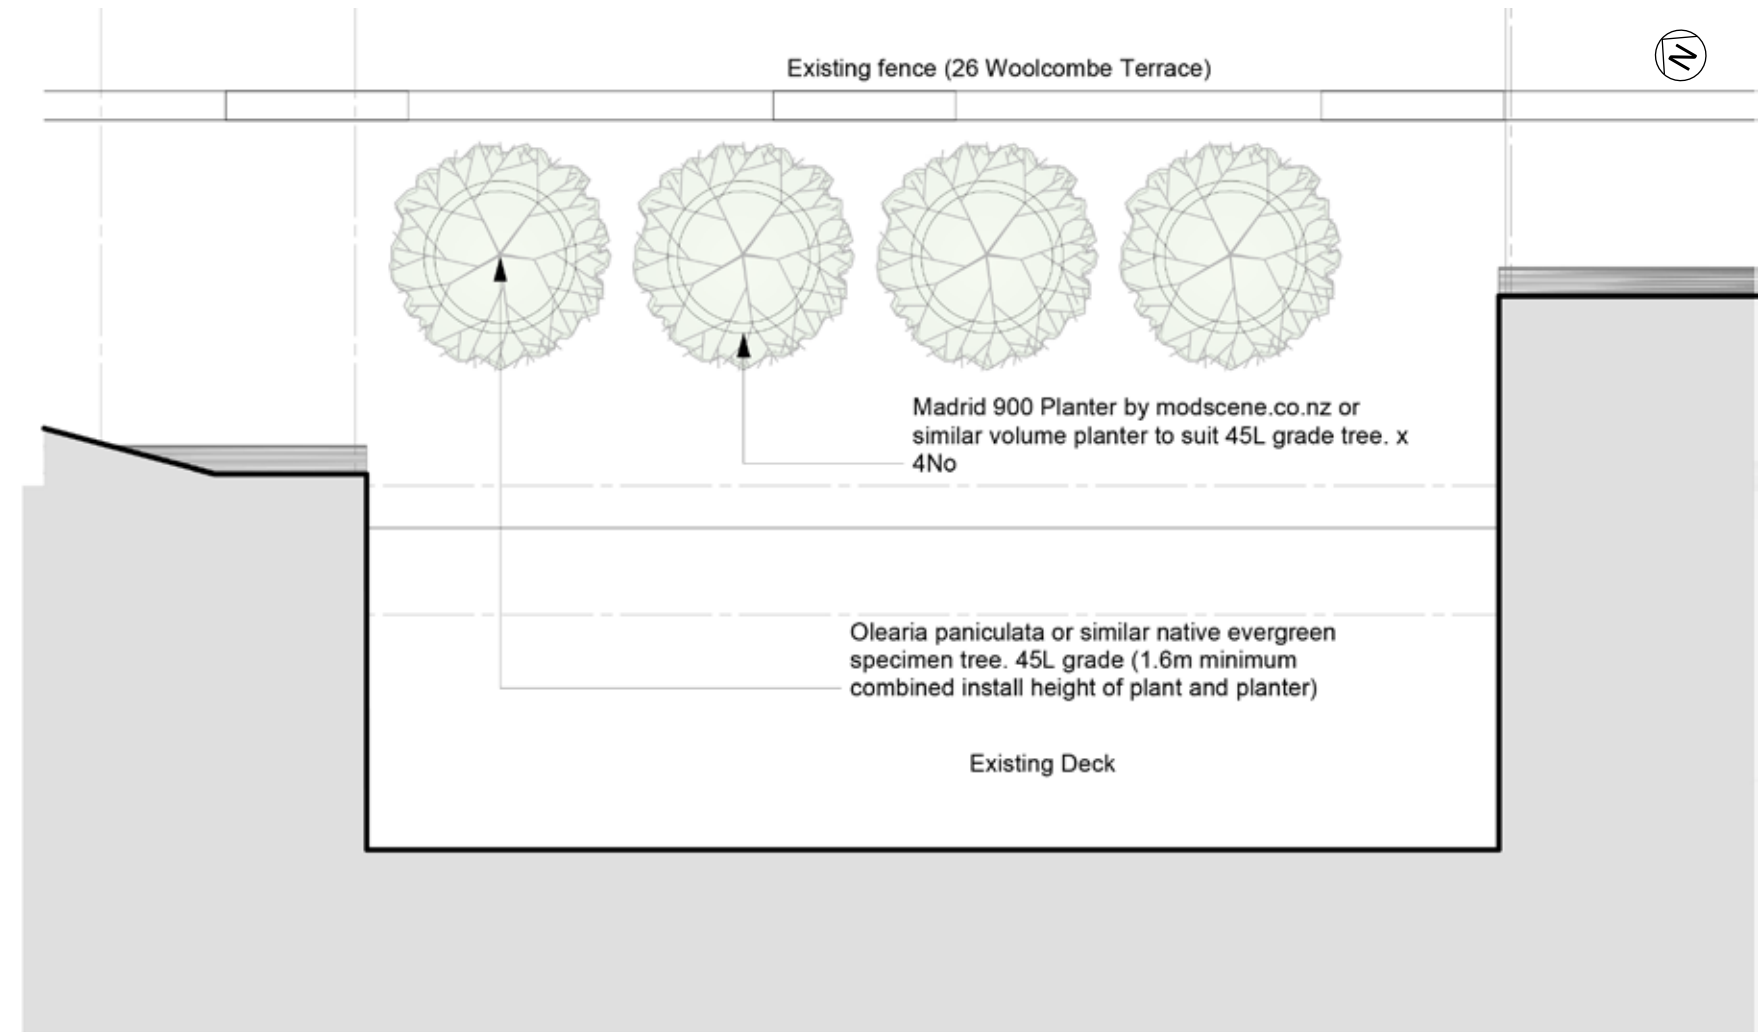 Existing fence (26 Woolcombe Terrace)
N
Madrid 900 Planter by modscene.co.nz or
similar volume planter to suit 45L grade tree. x
4No
Olearia paniculata or similar native evergreen
specimen tree. 45L grade (1.6m minimum
combined install height of plant and planter)
Existing Deck